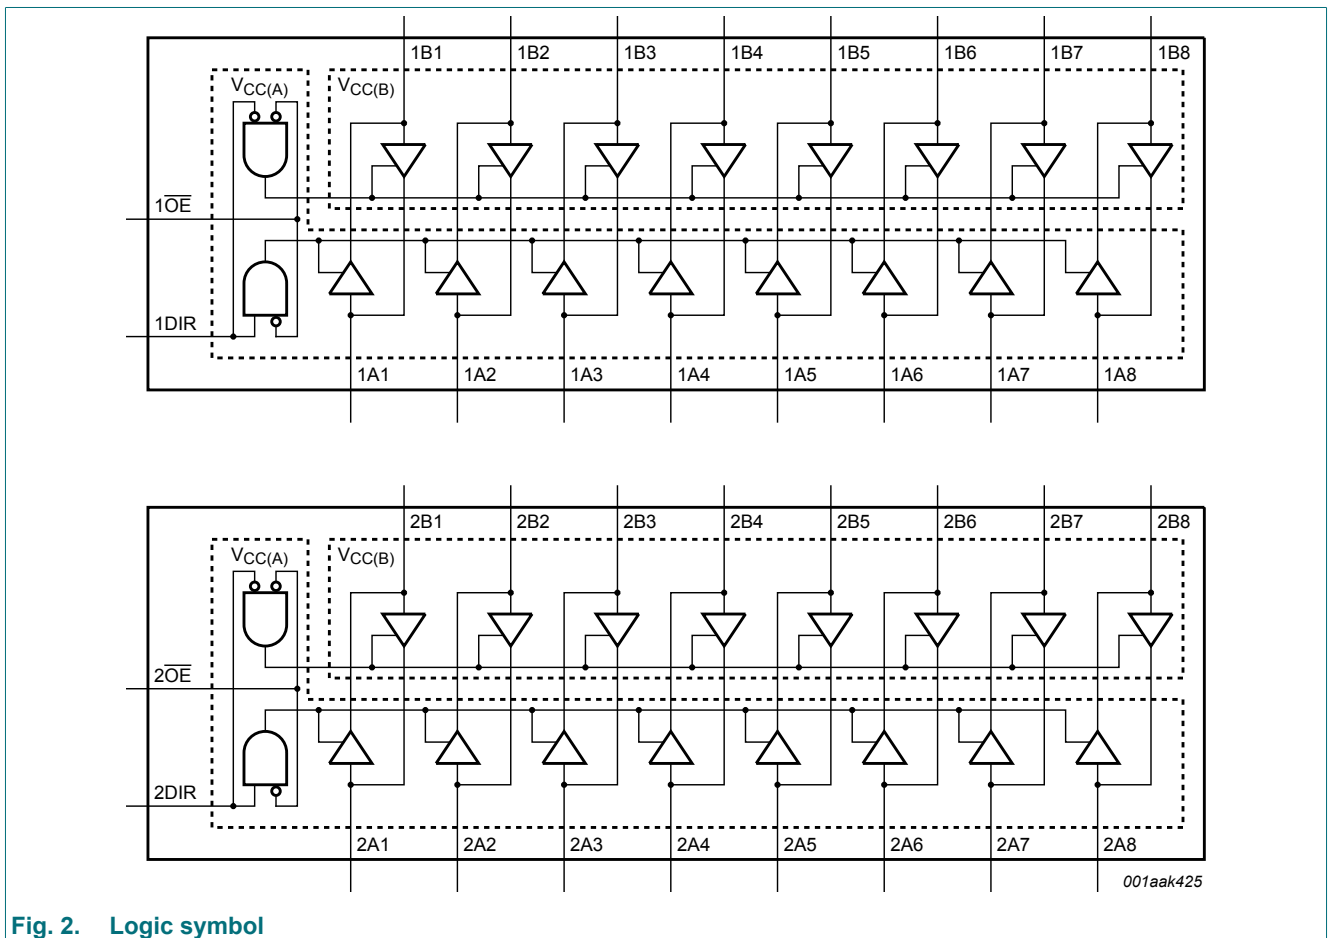 1B1 1B2 1B3 1B4 1B5 1B6 1B7 1B8
VCC(A) VCC(B)
1O̅E̅
1DIR
1A1 1A2 1A3 1A4 1A5 1A6 1A7 1A8
2B1 2B2 2B3 2B4 2B5 2B6 2B7 2B8
VCC(A) VCC(B)
2O̅E̅
2DIR
2A1 2A2 2A3 2A4 2A5 2A6 2A7 2A8
001aak425
Fig. 2. Logic symbol